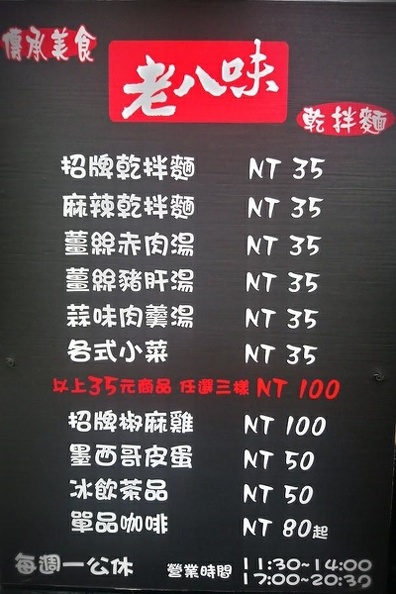 傳承美食
老八味
乾拌麵
招牌乾拌麵 NT 35
麻辣乾拌麵 NT 35
薑絲赤肉湯 NT 35
薑絲豬肝湯 NT 35
蒜味肉羹湯 NT 35
各式小菜 NT 35
以上35元商品 任選三樣 NT 100
招牌椒麻雞 NT 100
墨西哥皮蛋 NT 50
冰飲茶品 NT 50
單品咖啡 NT 80起
每週一公休 營業時間 11:30~14:00
17:00~20:30